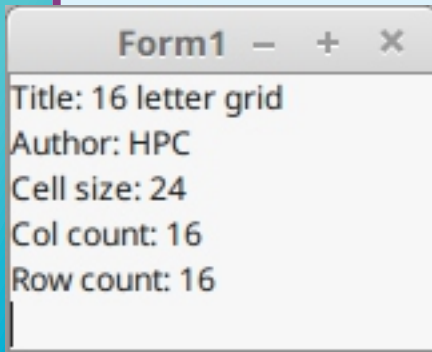 Form1
Title: 16 letter grid
Author: HPC
Cell size: 24
Col count: 16
Row count: 16